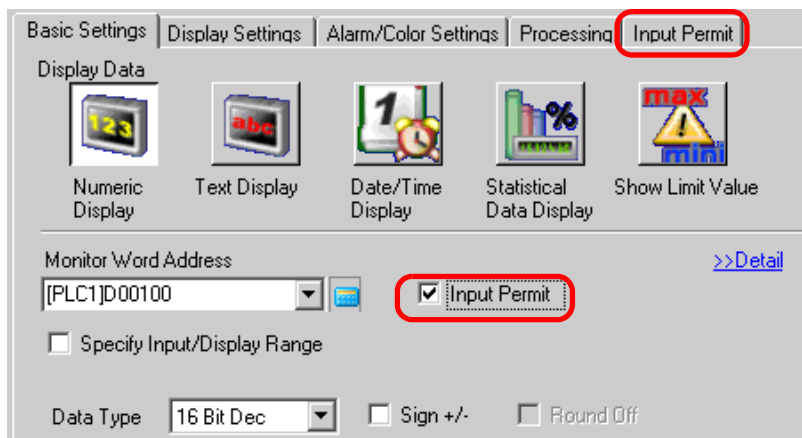 Basic Settings Display Settings Alarm/Color Settings Processing Input Permit
Display Data
123 abc 1 % max mini
Numeric Display Text Display Date/Time Display Statistical Data Display Show Limit Value
Monitor Word Address >>Detail
[PLC1]D00100 Input Permit
Specify Input/Display Range
Data Type 16 Bit Dec Sign +/- Round Off